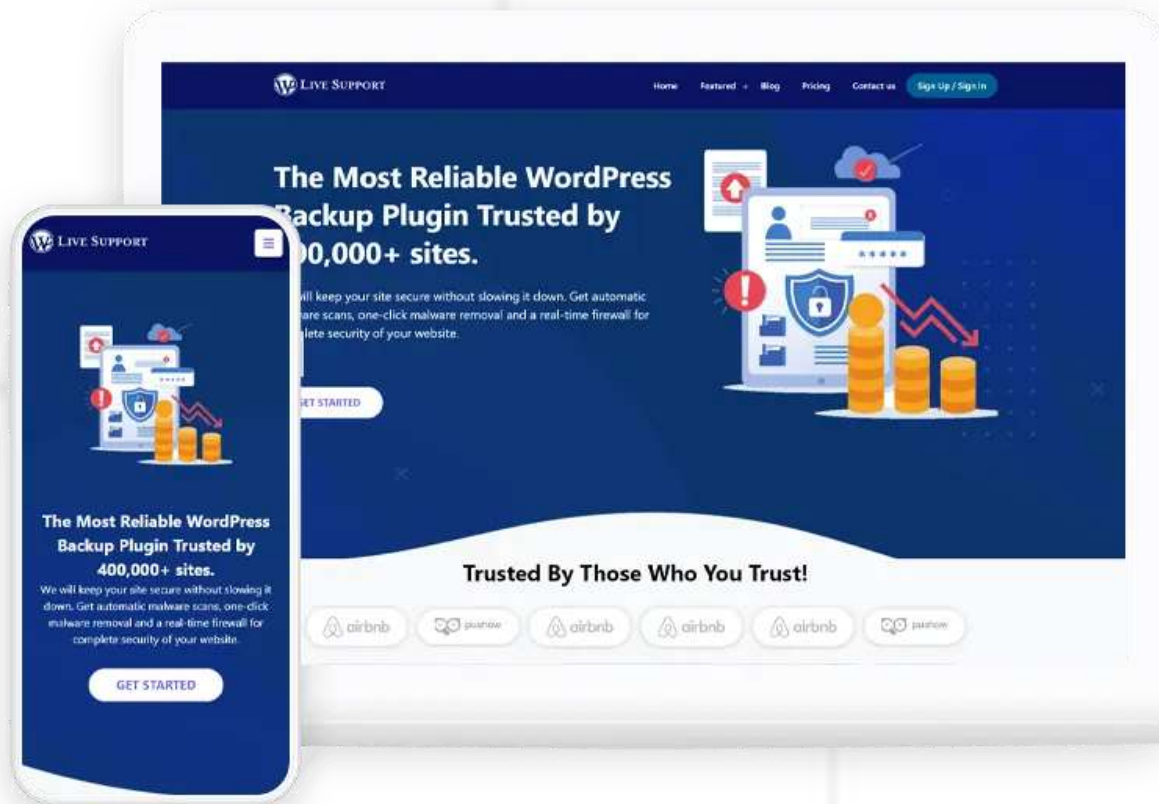 LIVE SUPPORT
Home Featured + Blog Pricing Contact us Sign Up / Sign In
The Most Reliable WordPress
Backup Plugin Trusted by
00,000+ sites.
will keep your site secure without slowing it down. Get automatic
are scans, one-click malware removal and a real-time firewall for
lete security of your website.
GET STARTED
Trusted By Those Who You Trust!
airbnb pushow airbnb airbnb airbnb pushow
LIVE SUPPORT
The Most Reliable WordPress
Backup Plugin Trusted by
400,000+ sites.
We will keep your site secure without slowing it
down. Get automatic malware scans, one-click
malware removal and a real-time firewall for
complete security of your website.
GET STARTED